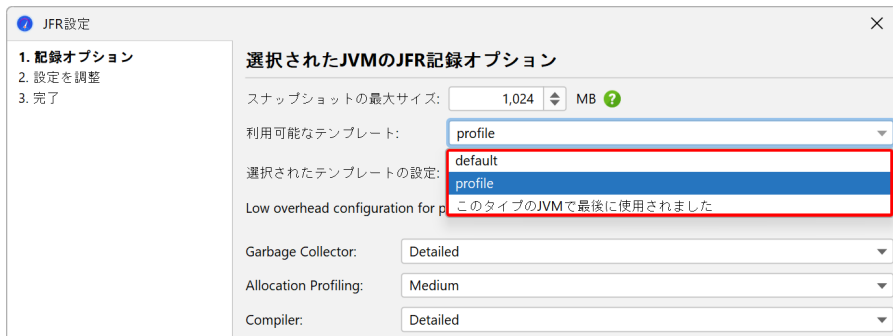 JFR設定
1. 記録オプション
2. 設定を調整
3. 完了
選択されたJVMのJFR記録オプション
スナップショットの最大サイズ: 1,024 MB
利用可能なテンプレート: profile
default
選択されたテンプレートの設定:
profile
このタイプのJVMで最後に使用されました
Low overhead configuration for p
Garbage Collector: Detailed
Allocation Profiling: Medium
Compiler: Detailed